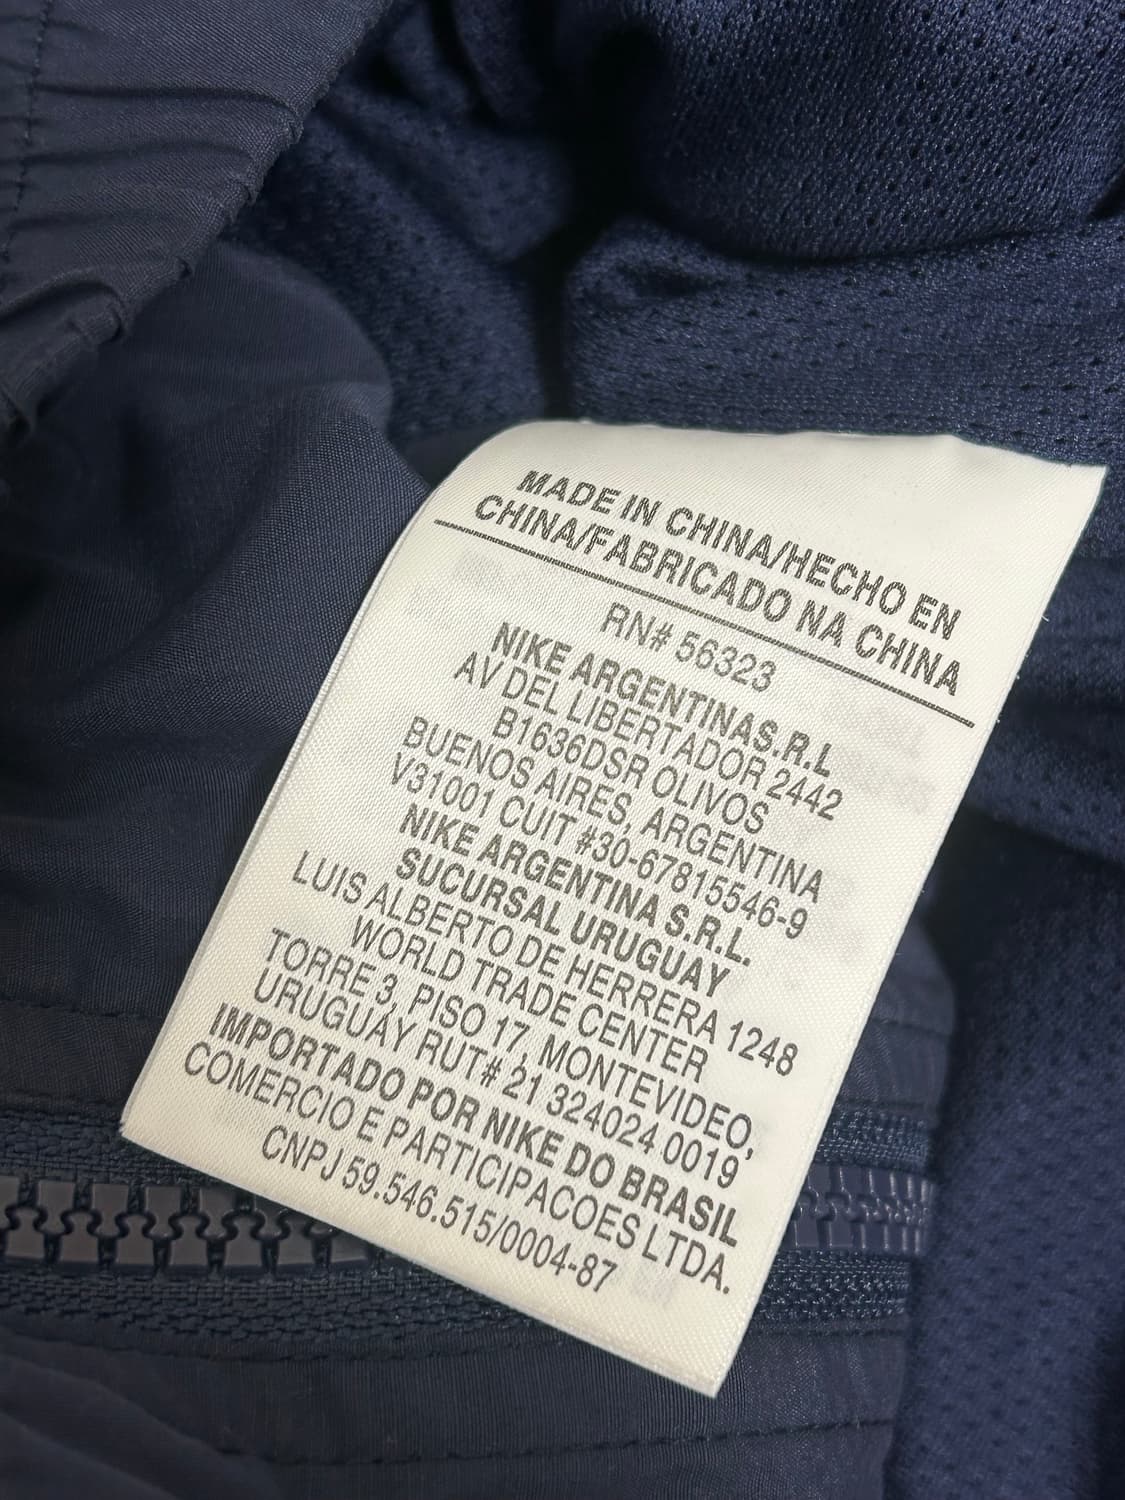 MADE IN CHINA/HECHO EN
CHINA/FABRICADO NA CHINA
RN# 56323
NIKE ARGENTINAS.R.L
AV DEL LIBERTADOR 2442
B1636DSR OLIVOS
BUENOS AIRES, ARGENTINA
V31001 CUIT #30-67815546-9
NIKE ARGENTINA S.R.L.
SUCURSAL URUGUAY
LUIS ALBERTO DE HERRERA 1248
WORLD TRADE CENTER
TORRE 3, PISO 17, MONTEVIDEO,
URUGUAY RUT# 21 324024 0019
IMPORTADO POR NIKE DO BRASIL
COMERCIO E PARTICIPACOES LTDA.
CNPJ 59.546.515/0004-87